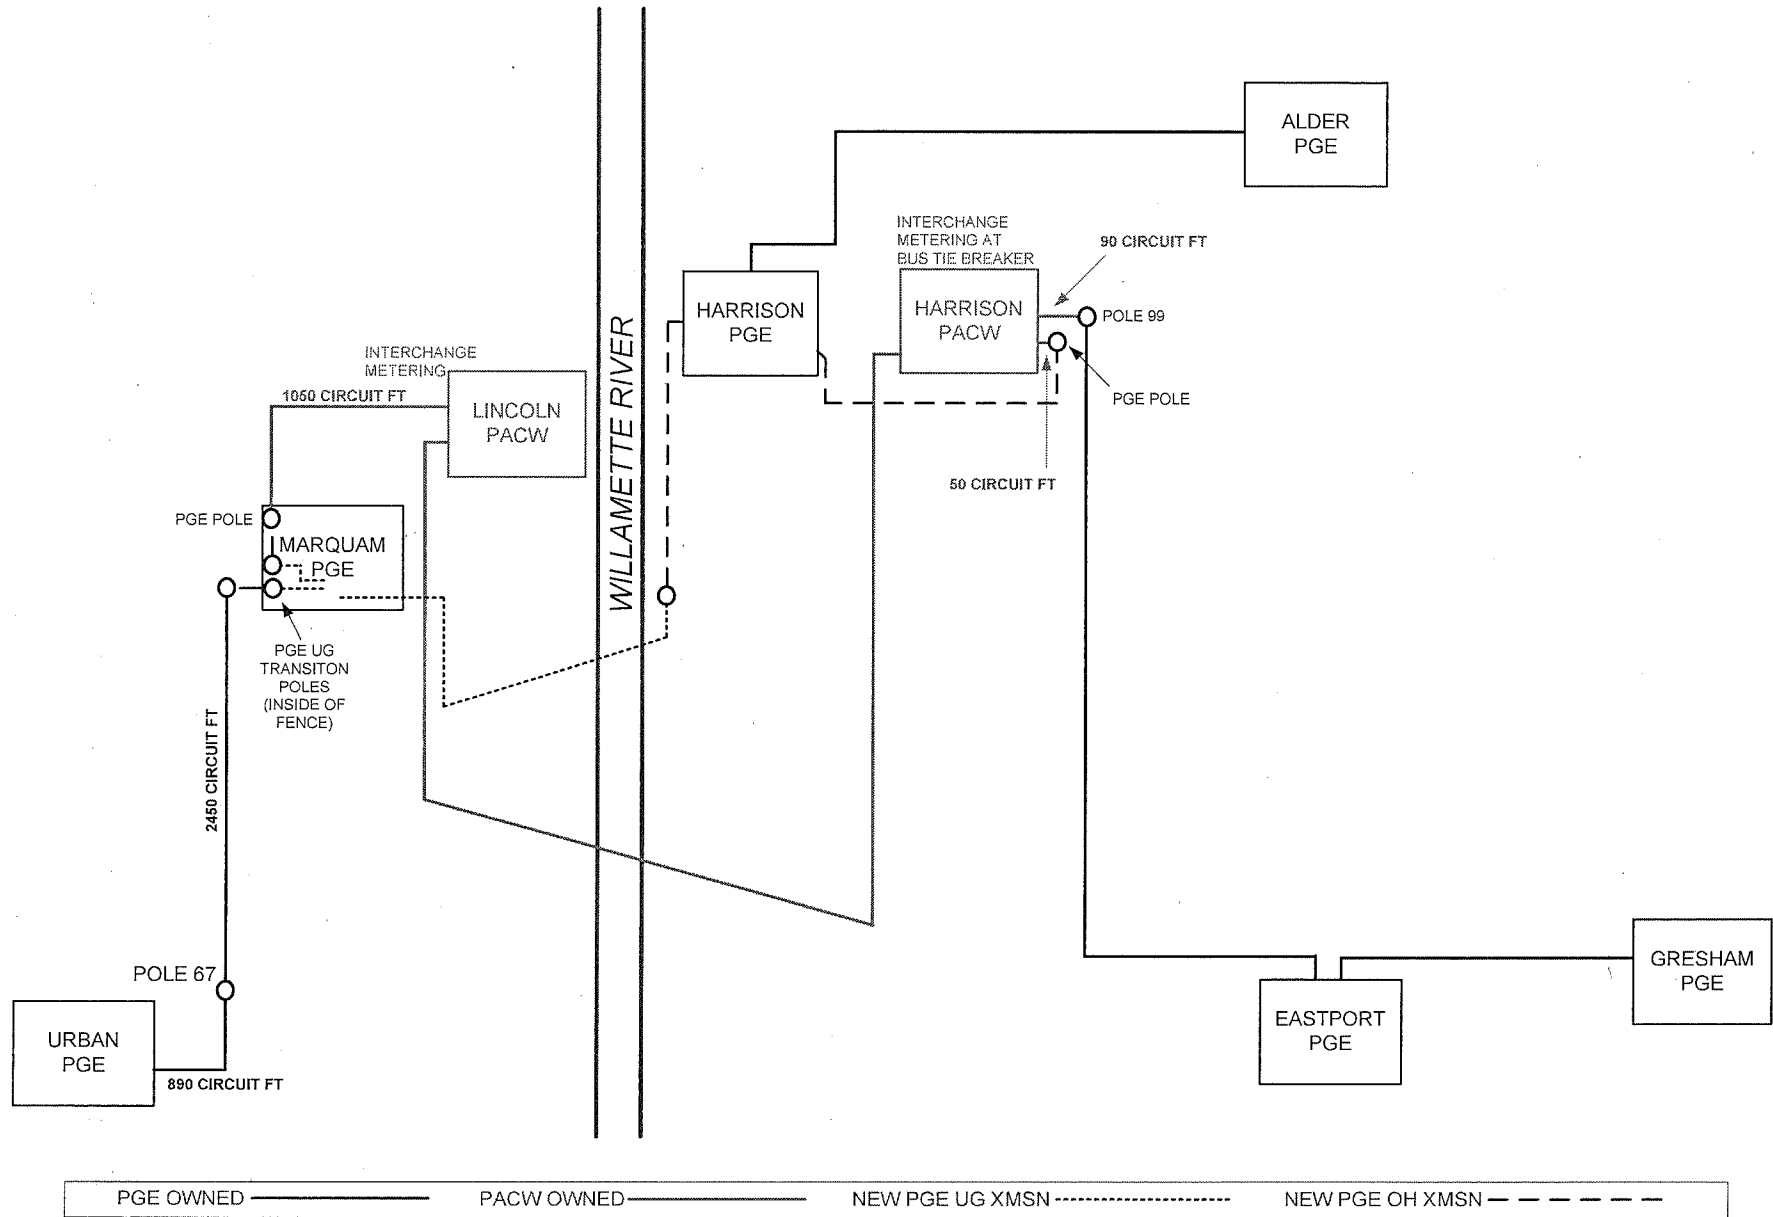 ALDER
PGE
INTERCHANGE
METERING AT
BUS TIE BREAKER
90 CIRCUIT FT
HARRISON
PGE
HARRISON
PACW
POLE 99
PGE POLE
50 CIRCUIT FT
WILLAMETTE RIVER
INTERCHANGE
METERING
1050 CIRCUIT FT
LINCOLN
PACW
PGE POLE
MARQUAM
PGE
PGE UG
TRANSITON
POLES
(INSIDE OF
FENCE)
2450 CIRCUIT FT
POLE 67
URBAN
PGE
890 CIRCUIT FT
EASTPORT
PGE
GRESHAM
PGE
PGE OWNED
PACW OWNED
NEW PGE UG XMSN
NEW PGE OH XMSN